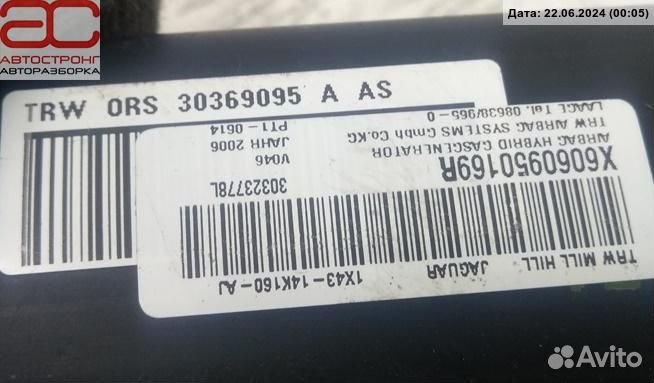 АС
АВТОСТРОНГ
АВТОРАЗБОРКА
Дата: 22.06.2024 (00:05)
TRW ORS 30369095 A AS
LAAGE Tel. 08638/965-0
TRW AIRBAG SYSTEMS Gmbh Co.KG
AIRBAG HYBRID GASGENERATOR
X6060950169R
PT1-0614
JAHR 2006
V046
30323778L
TRW MILL HILL
JAGUAR
1X43-14K160-AJ
Avito